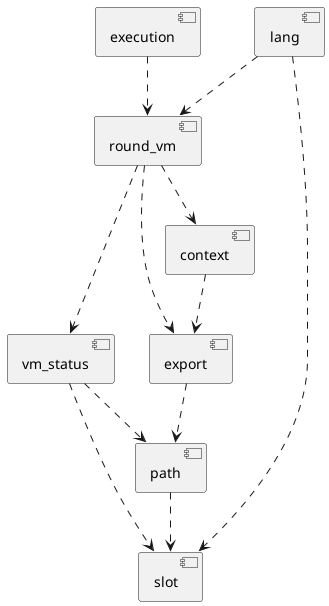 execution
lang
round_vm
context
vm_status
export
path
slot